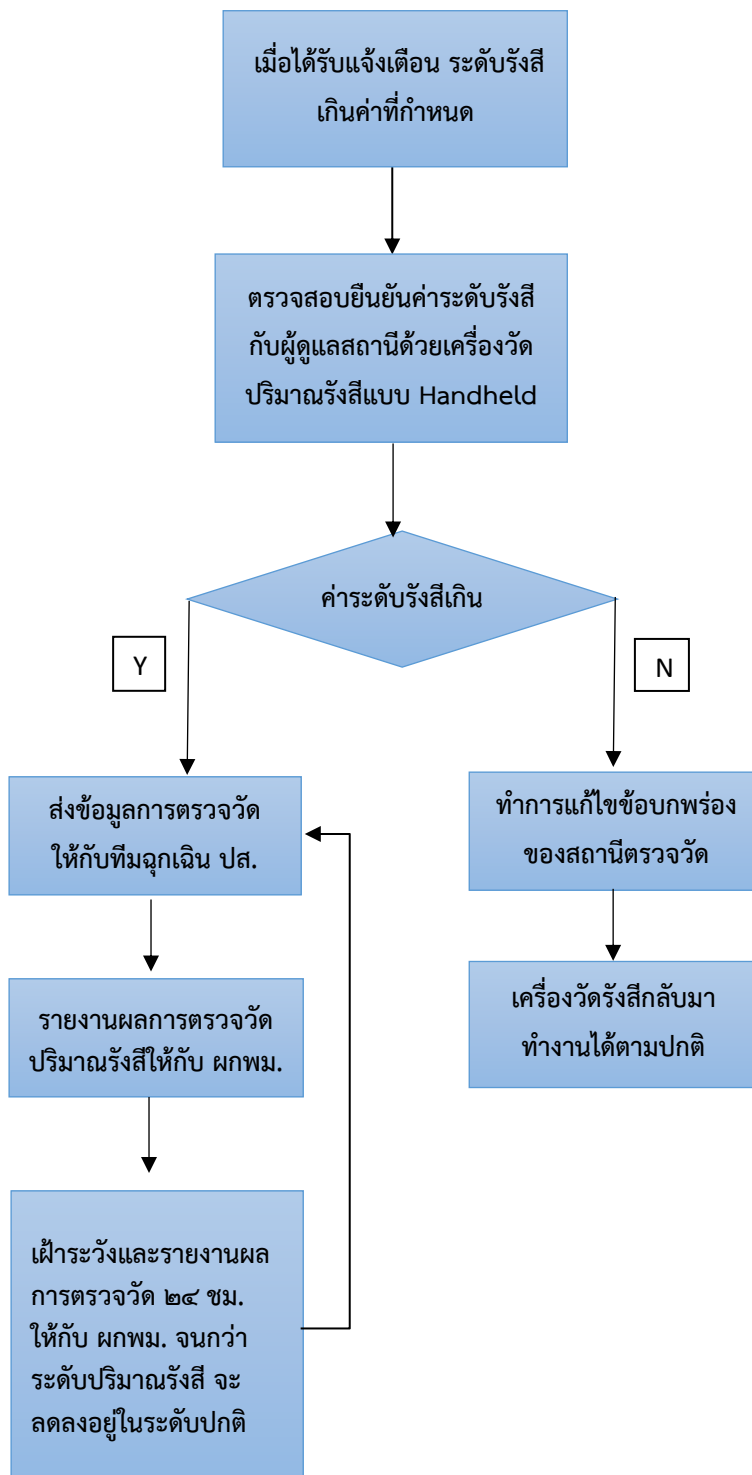 เมื่อได้รับแจ้งเตือน ระดับรังสี
เกินค่าที่กำหนด
ตรวจสอบยืนยันค่าระดับรังสี
กับผู้ดูแลสถานีด้วยเครื่องวัด
ปริมาณรังสีแบบ Handheld
ค่าระดับรังสีเกิน
Y
N
ส่งข้อมูลการตรวจวัด
ให้กับทีมฉุกเฉิน ปส.
รายงานผลการตรวจวัด
ปริมาณรังสีให้กับ ผกพม.
เฝ้าระวังและรายงานผล
การตรวจวัด ๒๔ ชม.
ให้กับ ผกพม. จนกว่า
ระดับปริมาณรังสี จะ
ลดลงอยู่ในระดับปกติ
ทำการแก้ไขข้อบกพร่อง
ของสถานีตรวจวัด
เครื่องวัดรังสีกลับมา
ทำงานได้ตามปกติ